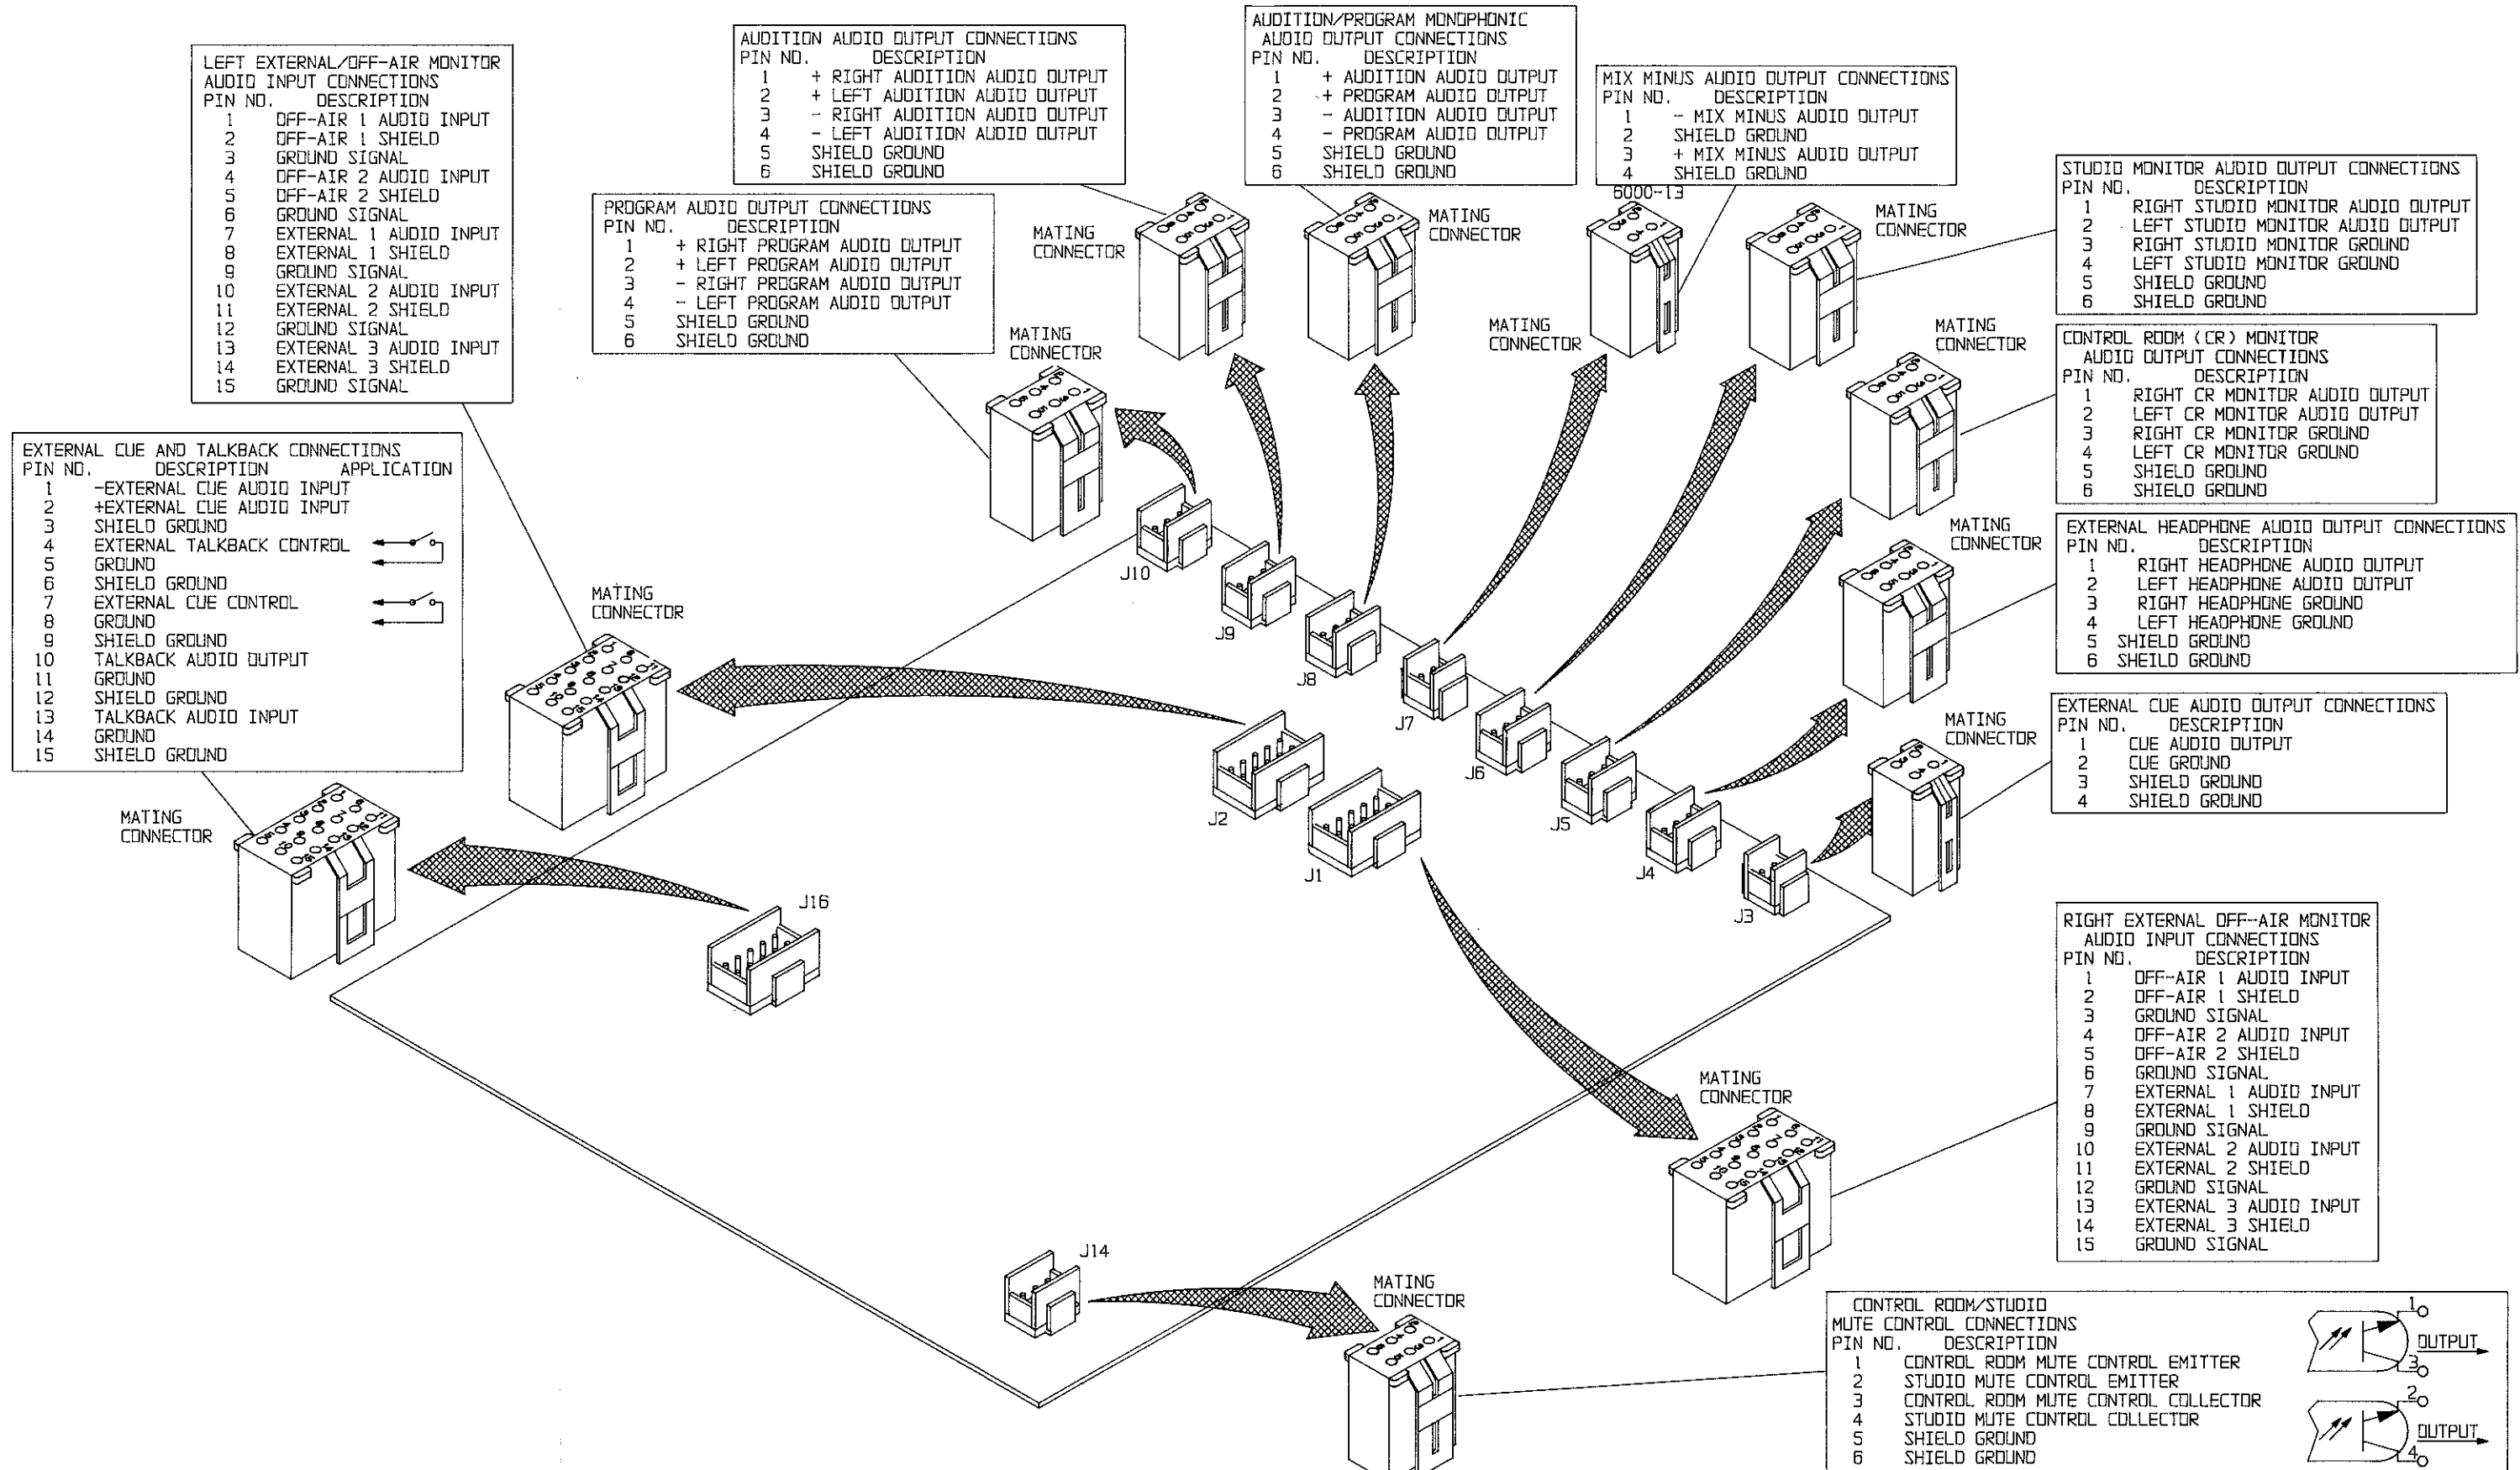 LEFT EXTERNAL/OFF-AIR MONITOR
AUDIO INPUT CONNECTIONS
PIN NO. DESCRIPTION
1 OFF-AIR 1 AUDIO INPUT
2 OFF-AIR 1 SHIELD
3 GROUND SIGNAL
4 OFF-AIR 2 AUDIO INPUT
5 OFF-AIR 2 SHIELD
6 GROUND SIGNAL
7 EXTERNAL 1 AUDIO INPUT
8 EXTERNAL 1 SHIELD
9 GROUND SIGNAL
10 EXTERNAL 2 AUDIO INPUT
11 EXTERNAL 2 SHIELD
12 GROUND SIGNAL
13 EXTERNAL 3 AUDIO INPUT
14 EXTERNAL 3 SHIELD
15 GROUND SIGNAL
AUDITION AUDIO OUTPUT CONNECTIONS
PIN NO. DESCRIPTION
1 + RIGHT AUDITION AUDIO OUTPUT
2 + LEFT AUDITION AUDIO OUTPUT
3 - RIGHT AUDITION AUDIO OUTPUT
4 - LEFT AUDITION AUDIO OUTPUT
5 SHIELD GROUND
6 SHIELD GROUND
AUDITION/PROGRAM MONOPHONIC
AUDIO OUTPUT CONNECTIONS
PIN NO. DESCRIPTION
1 + AUDITION AUDIO OUTPUT
2 + PROGRAM AUDIO OUTPUT
3 - AUDITION AUDIO OUTPUT
4 - PROGRAM AUDIO OUTPUT
5 SHIELD GROUND
6 SHIELD GROUND
MIX MINUS AUDIO OUTPUT CONNECTIONS
PIN NO. DESCRIPTION
1 - MIX MINUS AUDIO OUTPUT
2 SHIELD GROUND
3 + MIX MINUS AUDIO OUTPUT
4 SHIELD GROUND
6000-13
PROGRAM AUDIO OUTPUT CONNECTIONS
PIN NO. DESCRIPTION
1 + RIGHT PROGRAM AUDIO OUTPUT
2 + LEFT PROGRAM AUDIO OUTPUT
3 - RIGHT PROGRAM AUDIO OUTPUT
4 - LEFT PROGRAM AUDIO OUTPUT
5 SHIELD GROUND
6 SHIELD GROUND
STUDIO MONITOR AUDIO OUTPUT CONNECTIONS
PIN NO. DESCRIPTION
1 RIGHT STUDIO MONITOR AUDIO OUTPUT
2 LEFT STUDIO MONITOR AUDIO OUTPUT
3 RIGHT STUDIO MONITOR GROUND
4 LEFT STUDIO MONITOR GROUND
5 SHIELD GROUND
6 SHIELD GROUND
CONTROL ROOM (CR) MONITOR
AUDIO OUTPUT CONNECTIONS
PIN NO. DESCRIPTION
1 RIGHT CR MONITOR AUDIO OUTPUT
2 LEFT CR MONITOR AUDIO OUTPUT
3 RIGHT CR MONITOR GROUND
4 LEFT CR MONITOR GROUND
5 SHIELD GROUND
6 SHIELD GROUND
EXTERNAL HEADPHONE AUDIO OUTPUT CONNECTIONS
PIN NO. DESCRIPTION
1 RIGHT HEADPHONE AUDIO OUTPUT
2 LEFT HEADPHONE AUDIO OUTPUT
3 RIGHT HEADPHONE GROUND
4 LEFT HEADPHONE GROUND
5 SHIELD GROUND
6 SHEILD GROUND
EXTERNAL CUE AUDIO OUTPUT CONNECTIONS
PIN NO. DESCRIPTION
1 CUE AUDIO OUTPUT
2 CUE GROUND
3 SHIELD GROUND
4 SHIELD GROUND
EXTERNAL CUE AND TALKBACK CONNECTIONS
PIN NO. DESCRIPTION APPLICATION
1 -EXTERNAL CUE AUDIO INPUT
2 +EXTERNAL CUE AUDIO INPUT
3 SHIELD GROUND
4 EXTERNAL TALKBACK CONTROL
5 GROUND
6 SHIELD GROUND
7 EXTERNAL CUE CONTROL
8 GROUND
9 SHIELD GROUND
10 TALKBACK AUDIO OUTPUT
11 GROUND
12 SHIELD GROUND
13 TALKBACK AUDIO INPUT
14 GROUND
15 SHIELD GROUND
MATING
CONNECTOR
MATING
CONNECTOR
MATING
CONNECTOR
MATING
CONNECTOR
MATING
CONNECTOR
MATING
CONNECTOR
MATING
CONNECTOR
MATING
CONNECTOR
MATING
CONNECTOR
MATING
CONNECTOR
J10
J9
J8
J7
J6
J5
J4
J3
J2
J1
J16
RIGHT EXTERNAL OFF-AIR MONITOR
AUDIO INPUT CONNECTIONS
PIN NO. DESCRIPTION
1 OFF-AIR 1 AUDIO INPUT
2 OFF-AIR 1 SHIELD
3 GROUND SIGNAL
4 OFF-AIR 2 AUDIO INPUT
5 OFF-AIR 2 SHIELD
6 GROUND SIGNAL
7 EXTERNAL 1 AUDIO INPUT
8 EXTERNAL 1 SHIELD
9 GROUND SIGNAL
10 EXTERNAL 2 AUDIO INPUT
11 EXTERNAL 2 SHIELD
12 GROUND SIGNAL
13 EXTERNAL 3 AUDIO INPUT
14 EXTERNAL 3 SHIELD
15 GROUND SIGNAL
MATING
CONNECTOR
J14
MATING
CONNECTOR
CONTROL ROOM/STUDIO
MUTE CONTROL CONNECTIONS
PIN NO. DESCRIPTION
1 CONTROL ROOM MUTE CONTROL EMITTER
2 STUDIO MUTE CONTROL EMITTER
3 CONTROL ROOM MUTE CONTROL COLLECTOR
4 STUDIO MUTE CONTROL COLLECTOR
5 SHIELD GROUND
6 SHIELD GROUND
1
OUTPUT
3
2
OUTPUT
4